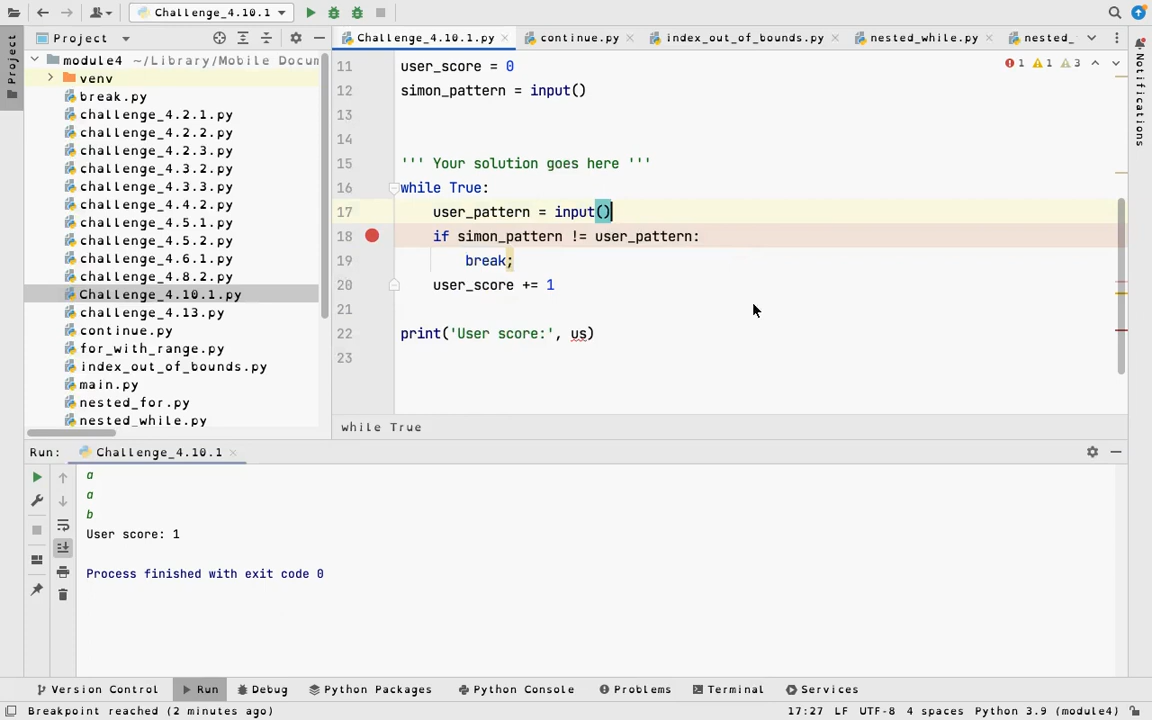 Challenge_4.10.1
Project
Challenge_4.10.1.py
continue.py
index_out_of_bounds.py
nested_while.py
nested_
Project
module4 ~/Library/Mobile Docum
venv
break.py
challenge_4.2.1.py
challenge_4.2.2.py
challenge_4.2.3.py
challenge_4.3.2.py
challenge_4.3.3.py
challenge_4.4.2.py
challenge_4.5.1.py
challenge_4.5.2.py
challenge_4.6.1.py
challenge_4.8.2.py
Challenge_4.10.1.py
challenge_4.13.py
continue.py
for_with_range.py
index_out_of_bounds.py
main.py
nested_for.py
nested_while.py
11 user_score = 0
12 simon_pattern = input()
13
14
15 ''' Your solution goes here '''
16 while True:
17 user_pattern = input()
18 if simon_pattern != user_pattern:
19 break;
20 user_score += 1
21
22 print('User score:', us)
23
1 1 3
Notifications
while True
Run: Challenge_4.10.1
a
a
b
User score: 1
Process finished with exit code 0
Version Control
Run
Debug
Python Packages
Python Console
Problems
Terminal
Services
Breakpoint reached (2 minutes ago)
17:27 LF UTF-8 4 spaces Python 3.9 (module4)